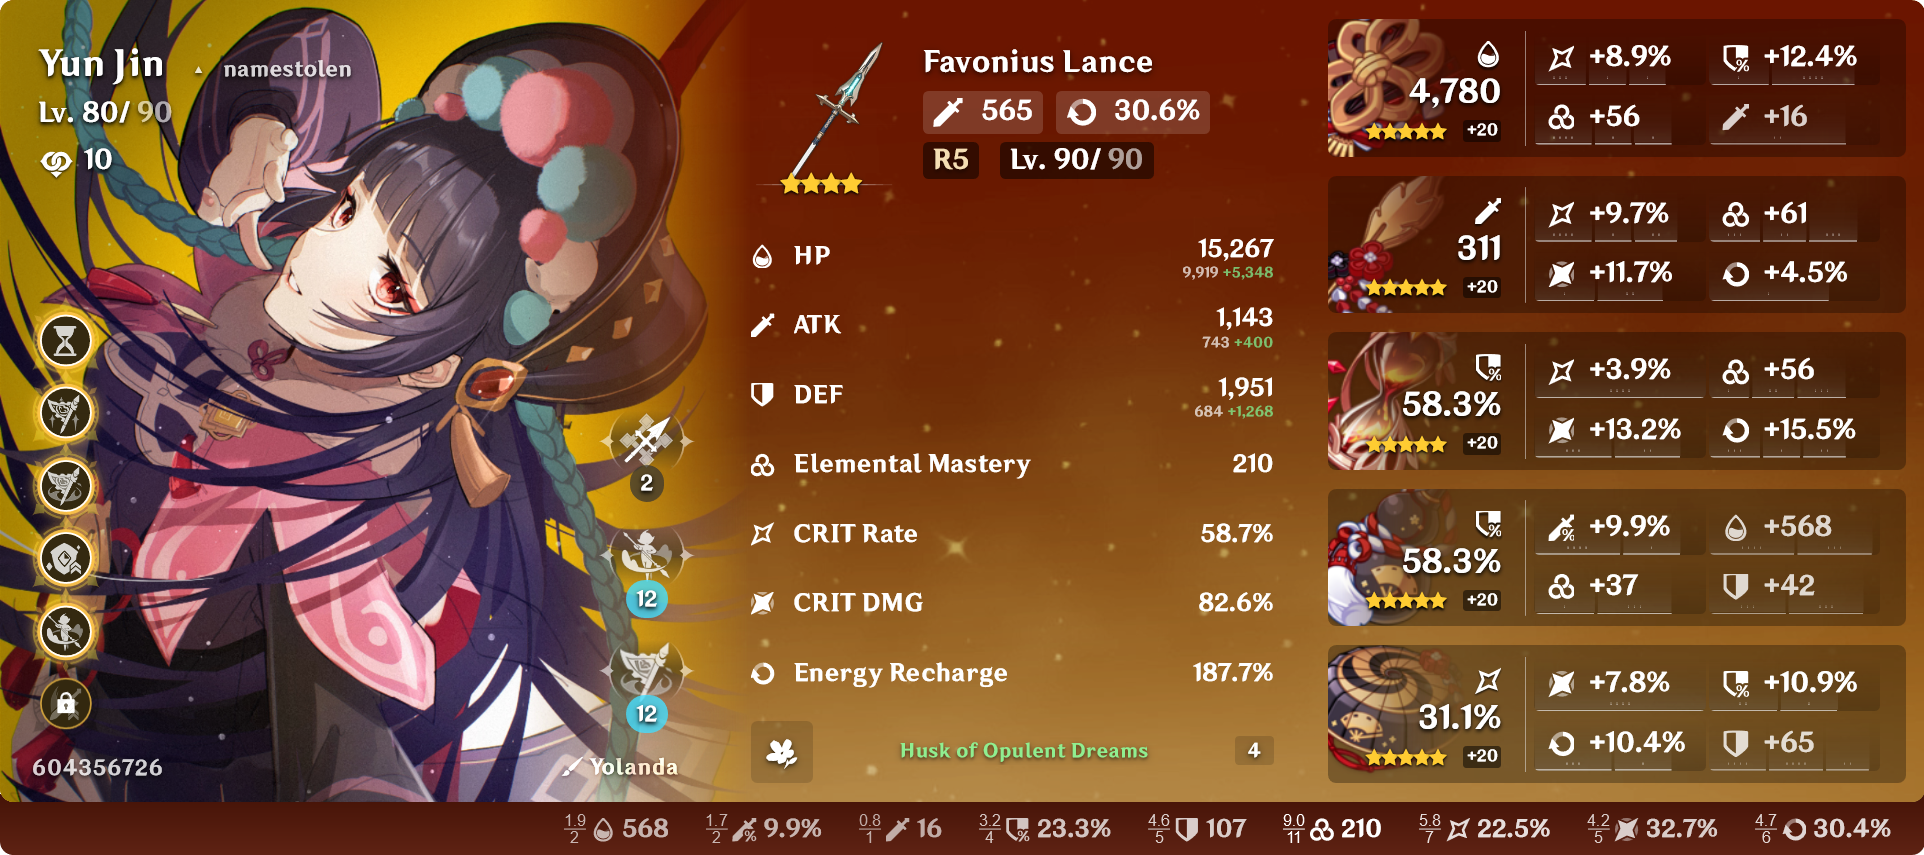 Yun Jin ▲ namestolen
Lv. 80/ 90
10
2
12
12
604356726
Yolanda
Favonius Lance
565 30.6%
R5 Lv. 90/ 90
HP 15,267
9,919 +5,348
ATK 1,143
743 +400
DEF 1,951
684 +1,268
Elemental Mastery 210
CRIT Rate 58.7%
CRIT DMG 82.6%
Energy Recharge 187.7%
Husk of Opulent Dreams 4
4,780
+20
+8.9% +12.4%
+56 +16
311
+20
+9.7% +61
+11.7% +4.5%
58.3%
+20
+3.9% +56
+13.2% +15.5%
58.3%
+20
+9.9% +568
+37 +42
31.1%
+20
+7.8% +10.9%
+10.4% +65
1.9/2 568 1.7/2 9.9% 0.8/1 16 3.2/4 23.3% 4.6/5 107 9.0/11 210 5.8/7 22.5% 4.2/5 32.7% 4.7/6 30.4%